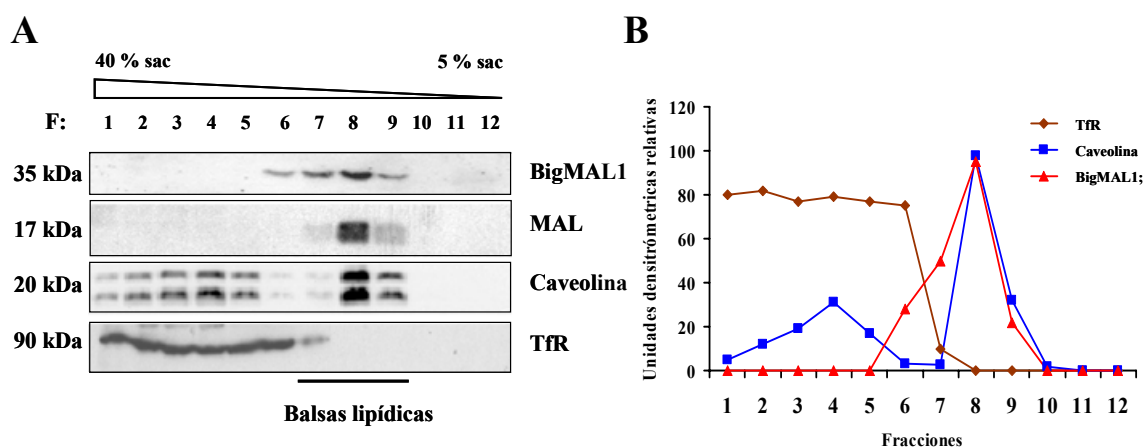 A
40 % sac 5 % sac
F: 1 2 3 4 5 6 7 8 9 10 11 12
35 kDa BigMAL1
17 kDa MAL
20 kDa Caveolina
90 kDa TfR
Balsas lipídicas
B
Unidades densitrómetricas relativas
120
100
80
60
40
20
0
1 2 3 4 5 6 7 8 9 10 11 12
Fracciones
TfR
Caveolina
BigMAL1;